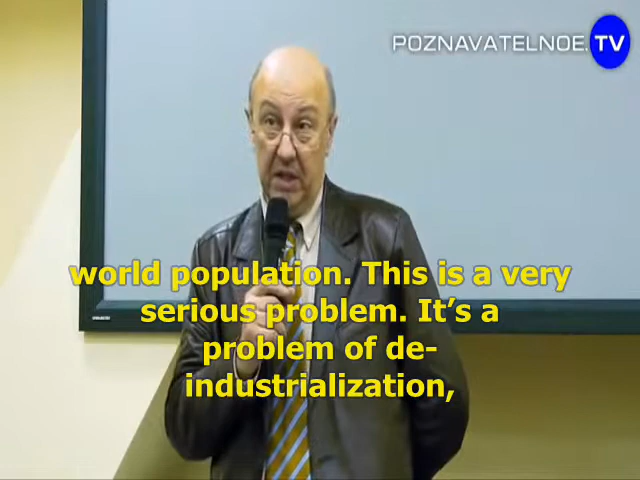 POZNAVATELNOE.TV
world population. This is a very
serious problem. It’s a
problem of de-
industrialization,